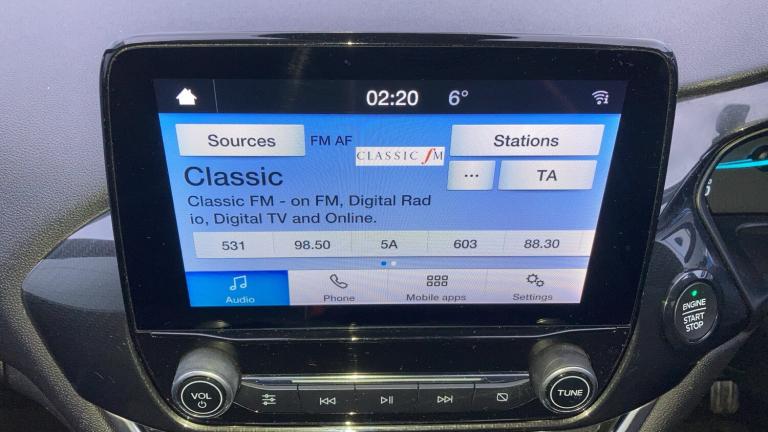 02:20 6°
Sources FM AF CLASSIC fM Stations
Classic ... TA
Classic FM - on FM, Digital Rad
io, Digital TV and Online.
531 98.50 5A 603 88.30
Audio Phone Mobile apps Settings
ENGINE
START
STOP
VOL
TUNE